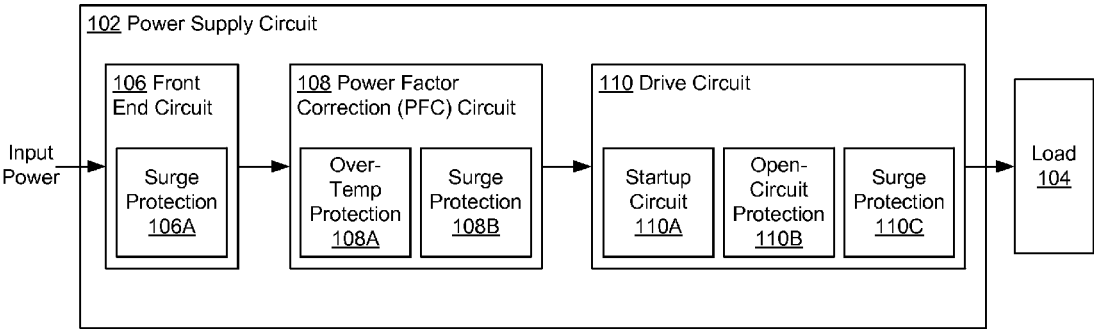 102 Power Supply Circuit
106 Front
End Circuit
108 Power Factor
Correction (PFC) Circuit
110 Drive Circuit
Input
Power
Surge
Protection
106A
Over-
Temp
Protection
108A
Surge
Protection
108B
Startup
Circuit
110A
Open-
Circuit
Protection
110B
Surge
Protection
110C
Load
104